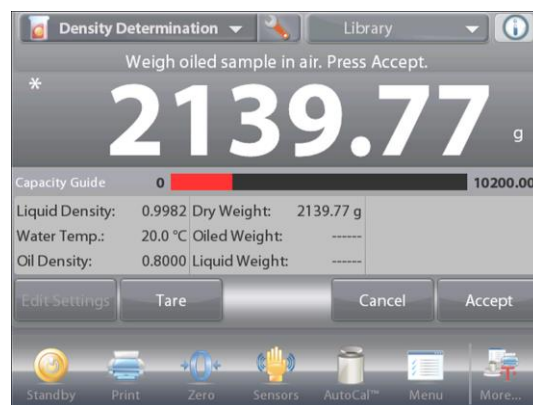 Density Determination Library
Weigh oiled sample in air. Press Accept.
* 2139.77 g
Capacity Guide 0 10200.00
Liquid Density: 0.9982 Dry Weight: 2139.77 g
Water Temp.: 20.0 °C Oiled Weight: ------
Oil Density: 0.8000 Liquid Weight: ------
Edit Settings Tare Cancel Accept
Standby Print Zero Sensors AutoCal™ Menu More...